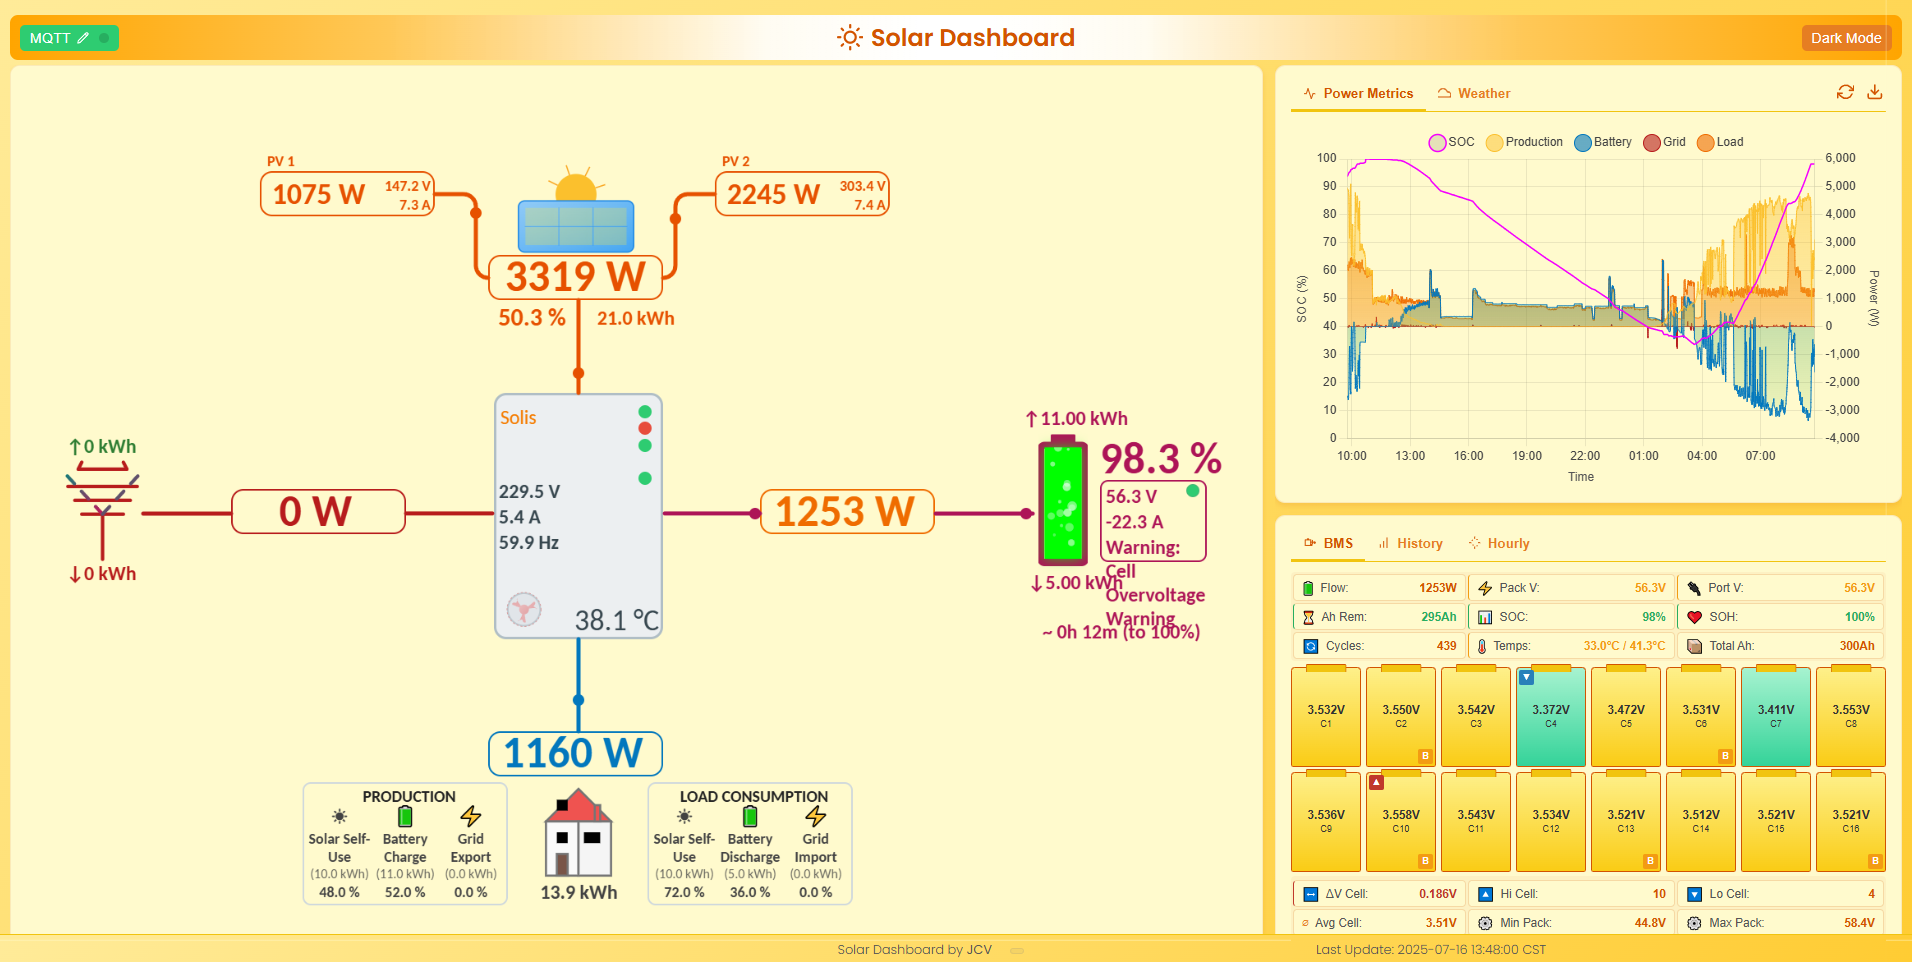 MQTT
Solar Dashboard
Dark Mode
PV 1
1075 W
147.2 V
7.3 A
PV 2
2245 W
303.4 V
7.4 A
3319 W
50.3 %
21.0 kWh
Solis
229.5 V
5.4 A
59.9 Hz
38.1 °C
↑0 kWh
↓0 kWh
0 W
1253 W
↑11.00 kWh
98.3 %
56.3 V
-22.3 A
Warning:
Cell
Overvoltage
Warning
↓5.00 kWh
~ 0h 12m (to 100%)
1160 W
PRODUCTION
Solar Self-Use
Battery Charge
Grid Export
(10.0 kWh)
(11.0 kWh)
(0.0 kWh)
48.0 %
52.0 %
0.0 %
13.9 kWh
LOAD CONSUMPTION
Solar Self-Use
Battery Discharge
Grid Import
(10.0 kWh)
(5.0 kWh)
(0.0 kWh)
72.0 %
36.0 %
0.0 %
Power Metrics
Weather
SOC
Production
Battery
Grid
Load
SOC (%)
100
90
80
70
60
50
40
30
20
10
0
6,000
5,000
4,000
3,000
2,000
1,000
0
-1,000
-2,000
-3,000
-4,000
Power (W)
10:00
13:00
16:00
19:00
22:00
01:00
04:00
07:00
Time
BMS
History
Hourly
Flow: 1253W
Pack V: 56.3V
Port V: 56.3V
Ah Rem: 295Ah
SOC: 98%
SOH: 100%
Cycles: 439
Temps: 33.0°C / 41.3°C
Total Ah: 300Ah
3.532V
C1
3.550V
C2
B
3.542V
C3
3.372V
C4
3.472V
C5
3.531V
C6
B
3.411V
C7
3.553V
C8
3.536V
C9
3.558V
C10
B
3.543V
C11
3.534V
C12
3.521V
C13
B
3.512V
C14
3.521V
C15
3.521V
C16
B
ΔV Cell: 0.186V
Hi Cell: 10
Lo Cell: 4
⌀ Avg Cell: 3.51V
Min Pack: 44.8V
Max Pack: 58.4V
Solar Dashboard by JCV
Last Update: 2025-07-16 13:48:00 CST